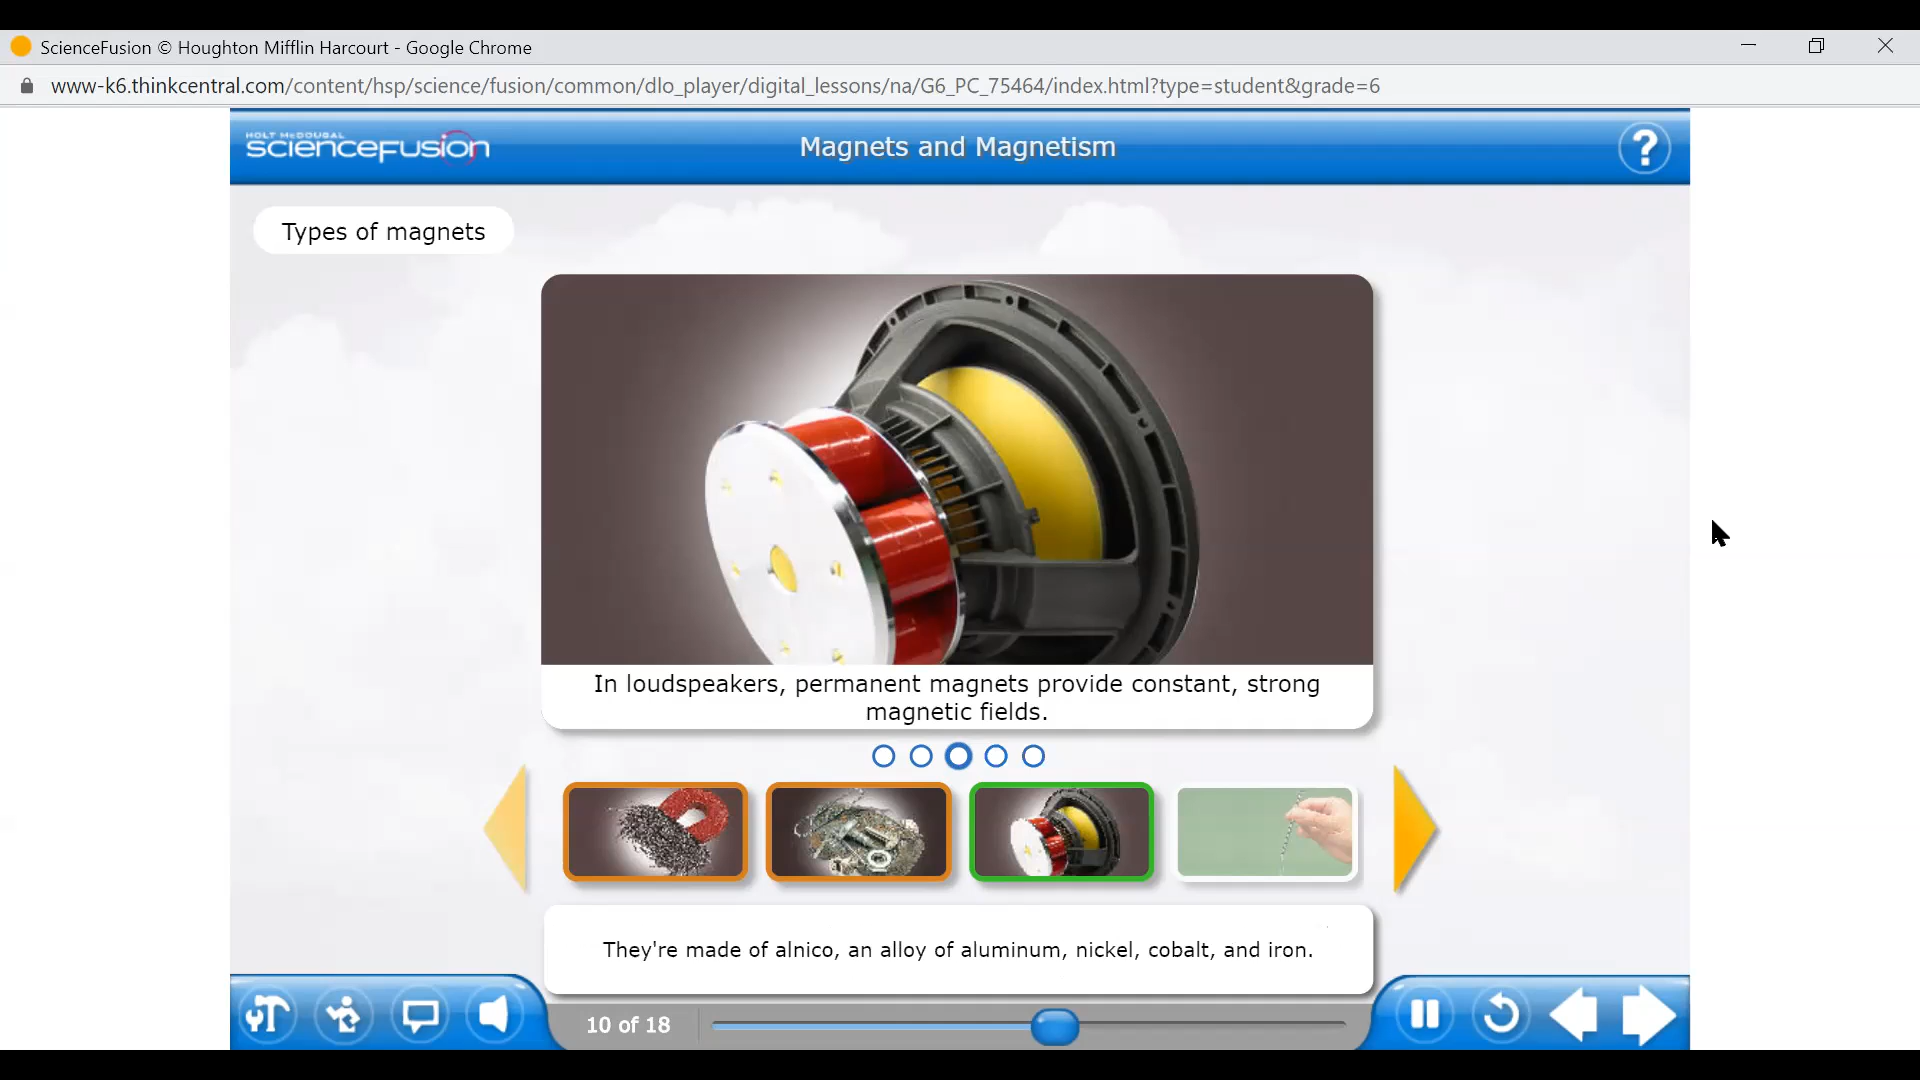 ScienceFusion © Houghton Mifflin Harcourt - Google Chrome
www-k6.thinkcentral.com/content/hsp/science/fusion/common/dlo_player/digital_lessons/na/G6_PC_75464/index.html?type=student&grade=6
HOLT McDOUGAL
scienceFusion
Magnets and Magnetism
?
Types of magnets
In loudspeakers, permanent magnets provide constant, strong
magnetic fields.
They're made of alnico, an alloy of aluminum, nickel, cobalt, and iron.
10 of 18